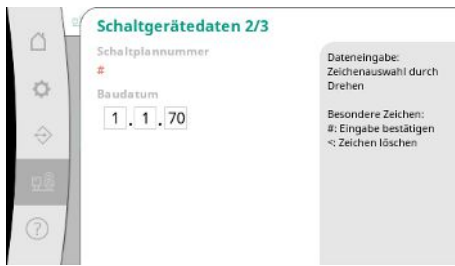 Schaltgerätedaten 2/3
Schaltplannummer
#
Baudatum
1 . 1 . 70
Dateneingabe:
Zeichenauswahl durch
Drehen
Besondere Zeichen:
#: Eingabe bestätigen
<: Zeichen löschen
?